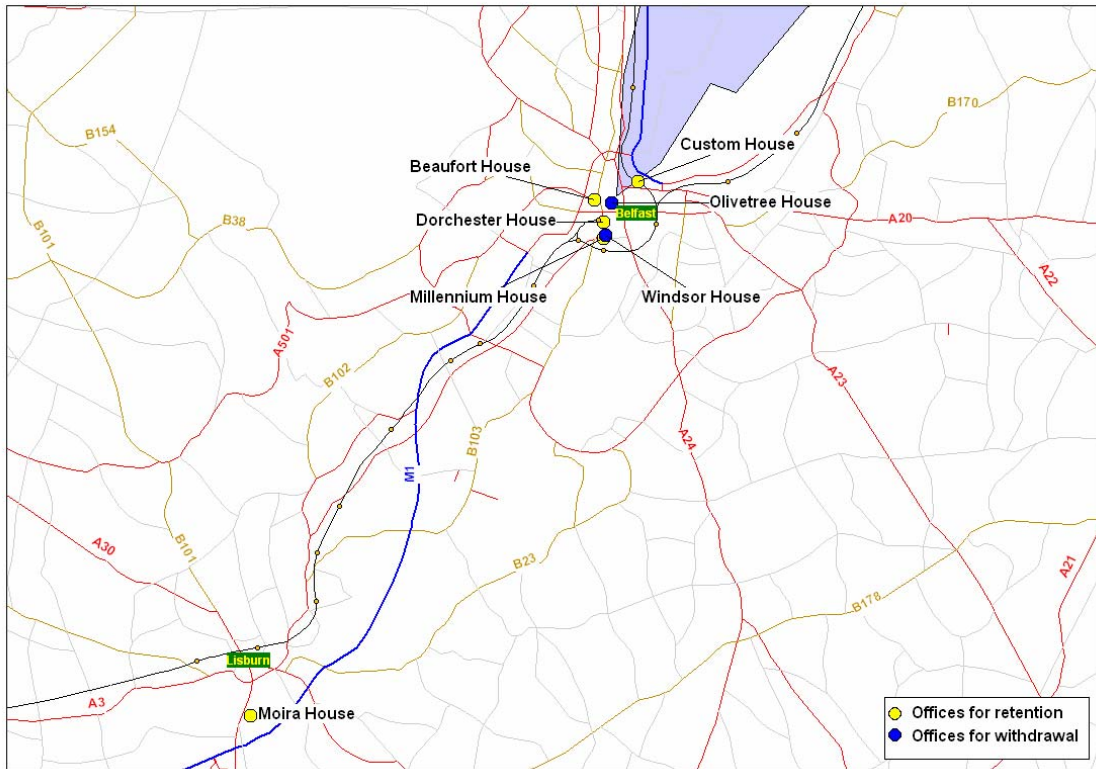 B170
B154
Custom House
Beaufort House
Olivetree House
Belfast
Dorchester House
A20
B38
B101
A22
Millennium House
Windsor House
A501
B102
A23
B103
A24
M1
A30
B101
B23
A21
B178
Lisburn
A3
Moira House
Offices for retention
Offices for withdrawal